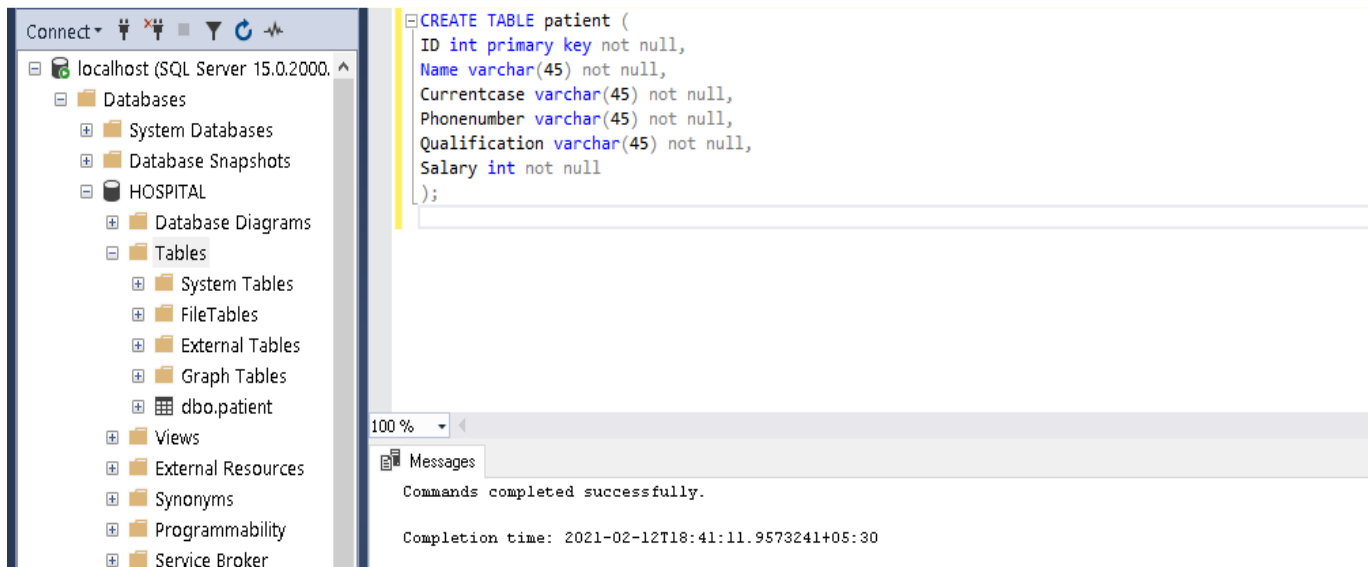 Connect
localhost (SQL Server 15.0.2000.
Databases
System Databases
Database Snapshots
HOSPITAL
Database Diagrams
Tables
System Tables
FileTables
External Tables
Graph Tables
dbo.patient
Views
External Resources
Synonyms
Programmability
Service Broker
CREATE TABLE patient (
ID int primary key not null,
Name varchar(45) not null,
Currentcase varchar(45) not null,
Phonenumber varchar(45) not null,
Qualification varchar(45) not null,
Salary int not null
);
100 %
Messages
Commands completed successfully.
Completion time: 2021-02-12T18:41:11.9573241+05:30